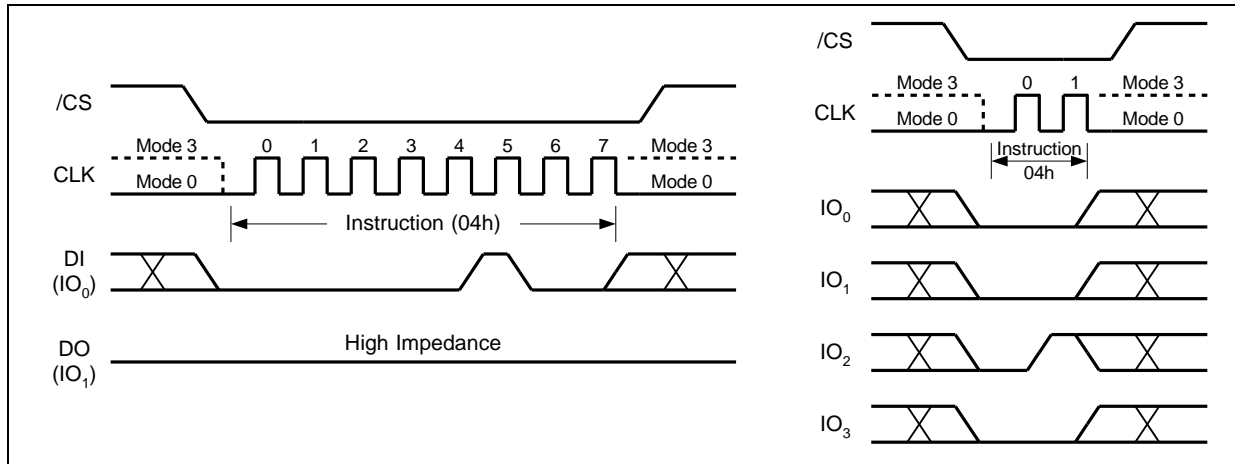 /CS
Mode 3 0 1 2 3 4 5 6 7 Mode 3
CLK
Mode 0 Mode 0
Instruction (04h)
DI
(IO0)
High Impedance
DO
(IO1)
/CS
Mode 3 0 1 Mode 3
CLK
Mode 0 Mode 0
Instruction
04h
IO0
IO1
IO2
IO3